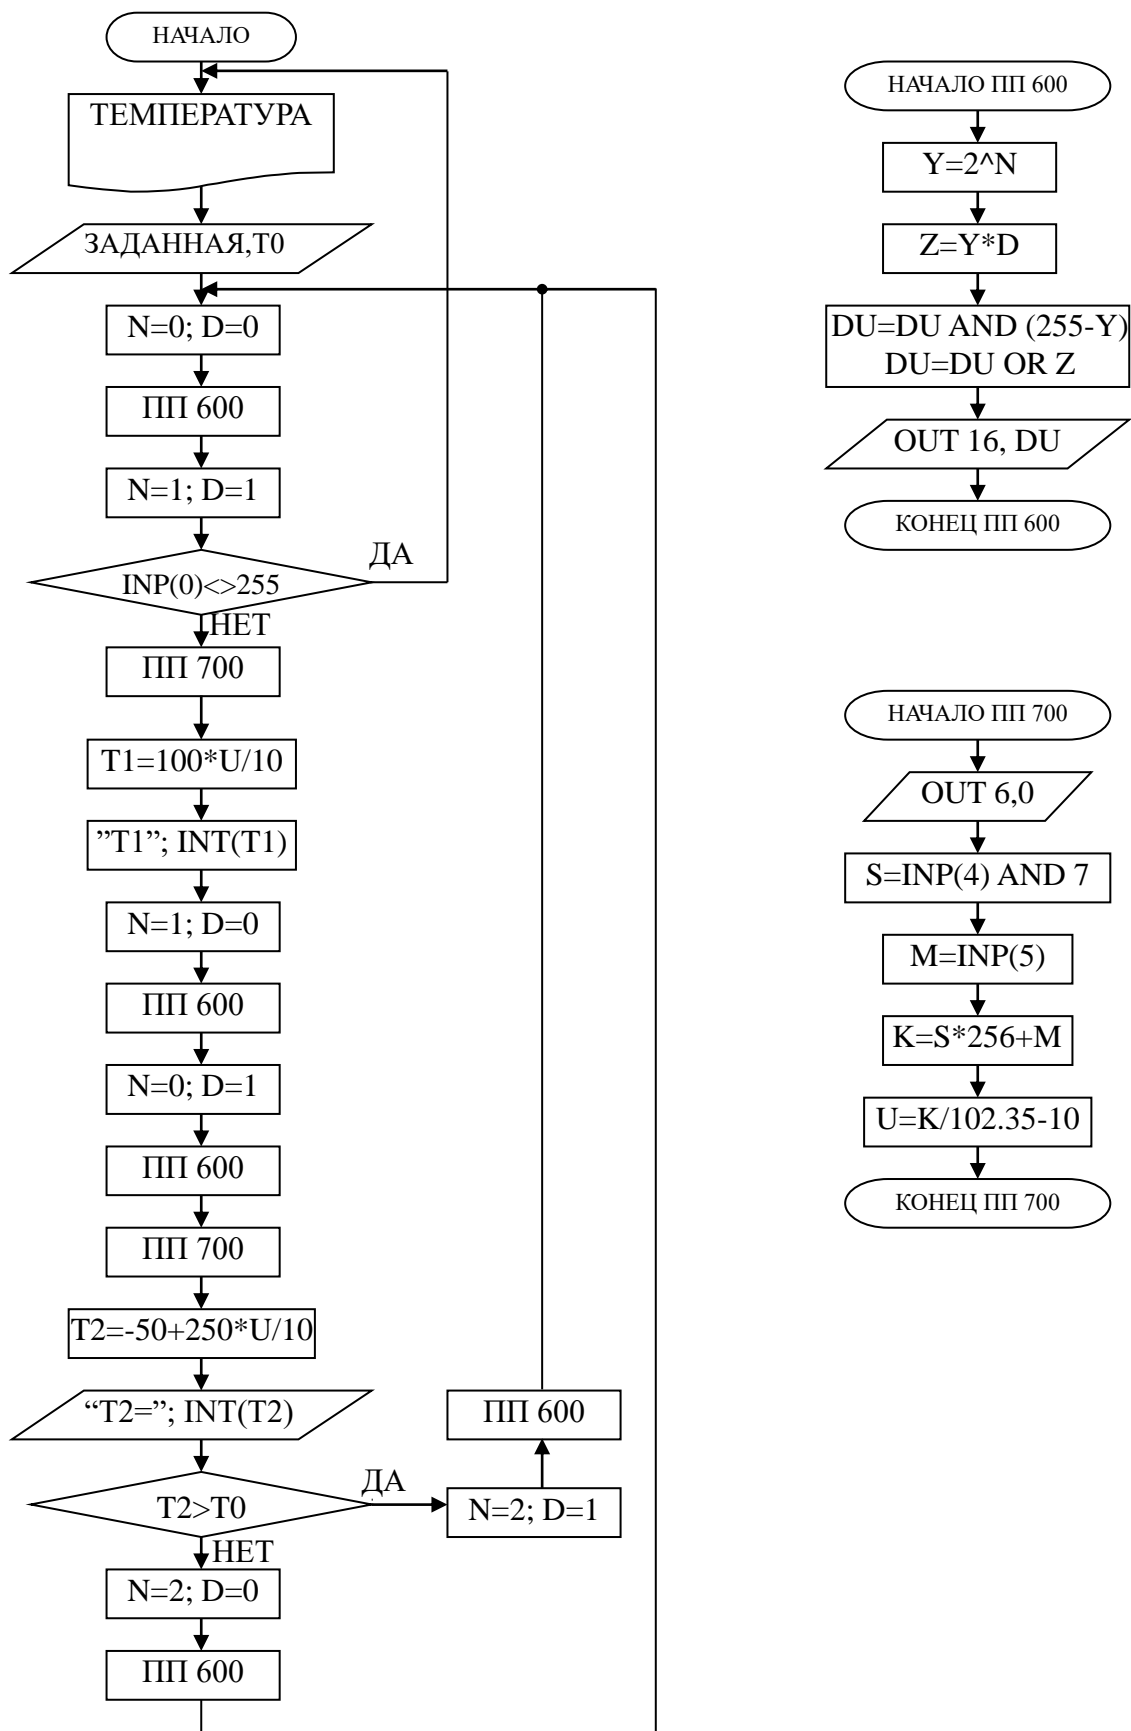 НАЧАЛО
ТЕМПЕРАТУРА
ЗАДАННАЯ,T0
N=0; D=0
ПП 600
N=1; D=1
ДА
INP(0)<>255
НЕТ
ПП 700
T1=100*U/10
”T1”; INT(T1)
N=1; D=0
ПП 600
N=0; D=1
ПП 600
ПП 700
T2=-50+250*U/10
“T2=”; INT(T2)
ПП 600
ДА
T2>T0
N=2; D=1
НЕТ
N=2; D=0
ПП 600
НАЧАЛО ПП 600
Y=2^N
Z=Y*D
DU=DU AND (255-Y)
DU=DU OR Z
OUT 16, DU
КОНЕЦ ПП 600
НАЧАЛО ПП 700
OUT 6,0
S=INP(4) AND 7
M=INP(5)
K=S*256+M
U=K/102.35-10
КОНЕЦ ПП 700